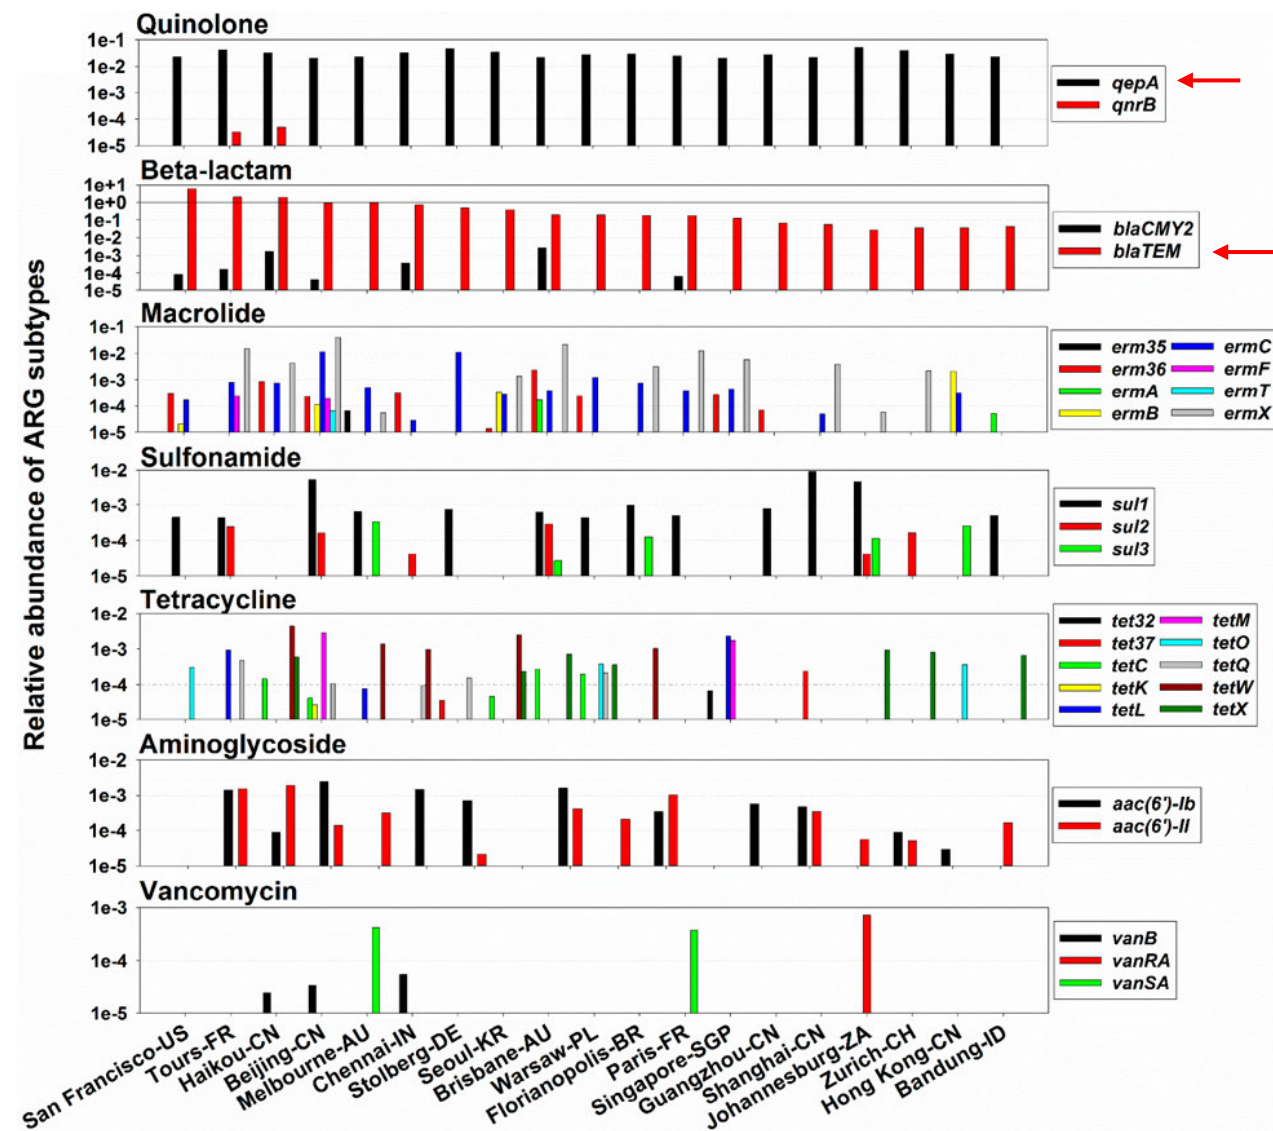 Relative abundance of ARG subtypes
Quinolone
1e-1
1e-2
1e-3
1e-4
1e-5
qepA
qnrB
Beta-lactam
1e+1
1e+0
1e-1
1e-2
1e-3
1e-4
1e-5
blaCMY2
blaTEM
Macrolide
1e-1
1e-2
1e-3
1e-4
1e-5
erm35 ermC
erm36 ermF
ermA ermT
ermB ermX
Sulfonamide
1e-2
1e-3
1e-4
1e-5
sul1
sul2
sul3
Tetracycline
1e-2
1e-3
1e-4
1e-5
tet32 tetM
tet37 tetO
tetC tetQ
tetK tetW
tetL tetX
Aminoglycoside
1e-2
1e-3
1e-4
1e-5
aac(6')-Ib
aac(6')-II
Vancomycin
1e-3
1e-4
1e-5
vanB
vanRA
vanSA
San Francisco-US
Tours-FR
Haikou-CN
Beijing-CN
Melbourne-AU
Chennai-IN
Stolberg-DE
Seoul-KR
Brisbane-AU
Warsaw-PL
Florianopolis-BR
Paris-FR
Singapore-SGP
Guangzhou-CN
Shanghai-CN
Johannesburg-ZA
Zurich-CH
Hong Kong-CN
Bandung-ID